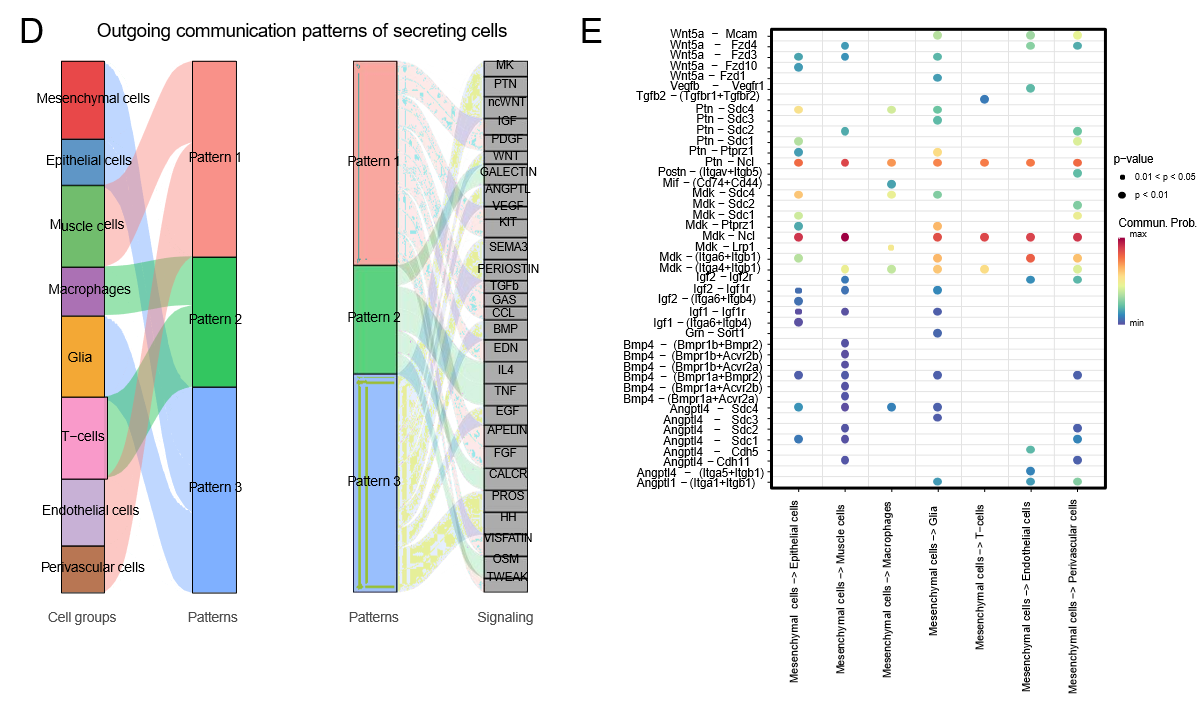 D
Outgoing communication patterns of secreting cells
Mesenchymal cells
Epithelial cells
Muscle cells
Macrophages
Glia
T−cells
Endothelial cells
Perivascular cells
Cell groups
Pattern 1
Pattern 2
Pattern 3
Patterns
Pattern 1
Pattern 2
Pattern 3
Patterns
MK
PTN
ncWNT
IGF
PDGF
WNT
GALECTIN
ANGPTL
VEGF
KIT
SEMA3
PERIOSTIN
TGFb
GAS
CCL
BMP
EDN
IL4
TNF
EGF
APELIN
FGF
CALCR
PROS
HH
VISFATIN
OSM
TWEAK
Signaling
E
Wnt5a − Mcam
Wnt5a − Fzd4
Wnt5a − Fzd3
Wnt5a − Fzd10
Wnt5a − Fzd1
Vegfb − Vegfr1
Tgfb2 − (Tgfbr1+Tgfbr2)
Ptn − Sdc4
Ptn − Sdc3
Ptn − Sdc2
Ptn − Sdc1
Ptn − Ptprz1
Ptn − Ncl
Postn − (Itgav+Itgb5)
Mif − (Cd74+Cd44)
Mdk − Sdc4
Mdk − Sdc2
Mdk − Sdc1
Mdk − Ptprz1
Mdk − Ncl
Mdk − Lrp1
Mdk − (Itga6+Itgb1)
Mdk − (Itga4+Itgb1)
Igf2 − Igf2r
Igf2 − Igf1r
Igf2 − (Itga6+Itgb4)
Igf1 − Igf1r
Igf1 − (Itga6+Itgb4)
Grn − Sort1
Bmp4 − (Bmpr1b+Bmpr2)
Bmp4 − (Bmpr1b+Acvr2b)
Bmp4 − (Bmpr1b+Acvr2a)
Bmp4 − (Bmpr1a+Bmpr2)
Bmp4 − (Bmpr1a+Acvr2b)
Bmp4 − (Bmpr1a+Acvr2a)
Angptl4 − Sdc4
Angptl4 − Sdc3
Angptl4 − Sdc2
Angptl4 − Sdc1
Angptl4 − Cdh5
Angptl4 − Cdh11
Angptl4 − (Itga5+Itgb1)
Angptl1 − (Itga1+Itgb1)
Mesenchymal cells −> Epithelial cells
Mesenchymal cells −> Muscle cells
Mesenchymal cells −> Macrophages
Mesenchymal cells −> Glia
Mesenchymal cells −> T−cells
Mesenchymal cells −> Endothelial cells
Mesenchymal cells −> Perivascular cells
p−value
0.01 < p < 0.05
p < 0.01
Commun. Prob.
max
min